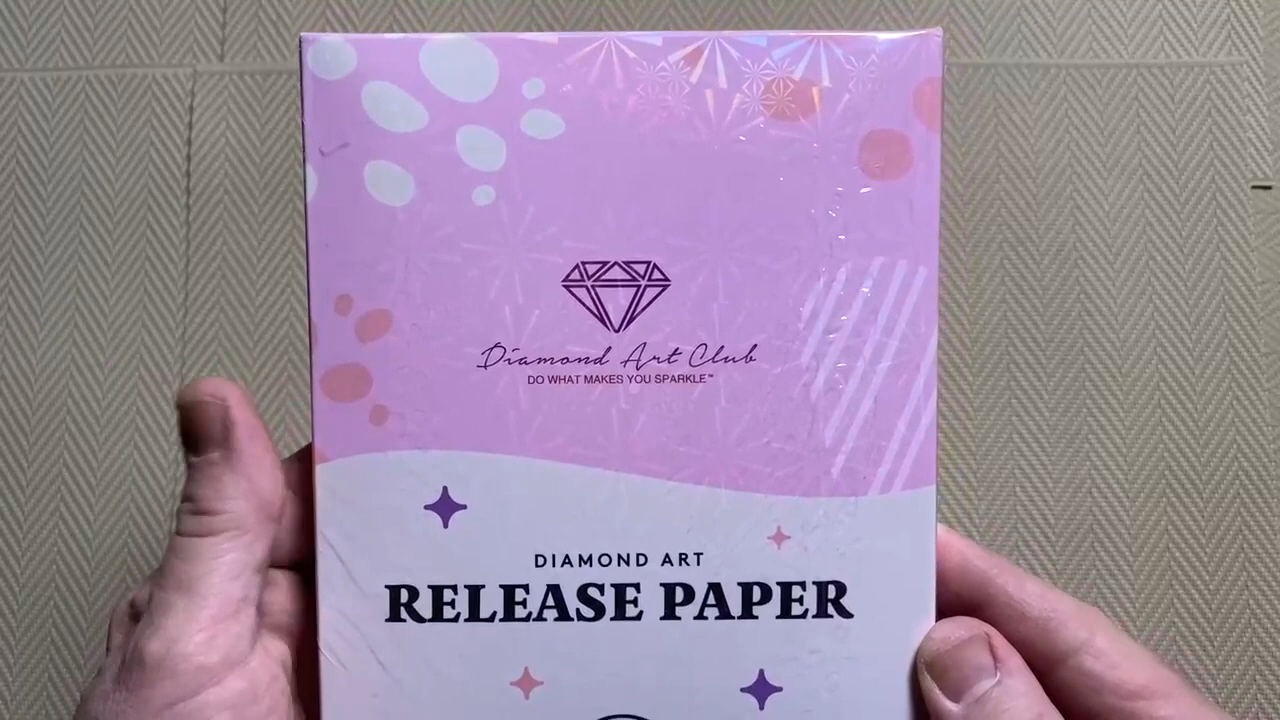 Diamond Art Club
DO WHAT MAKES YOU SPARKLE™
DIAMOND ART
RELEASE PAPER